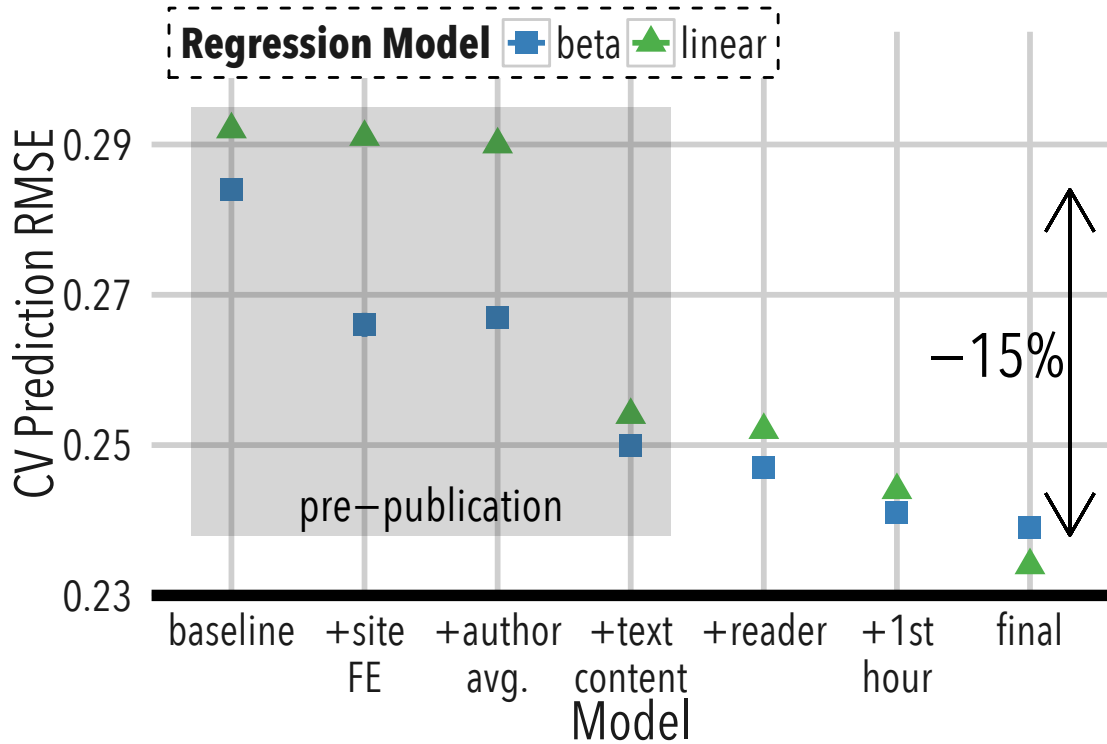 Regression Model beta linear
CV Prediction RMSE
0.29
0.27
0.25
0.23
−15%
pre−publication
baseline +site +author +text +reader +1st final
FE avg. content hour
Model